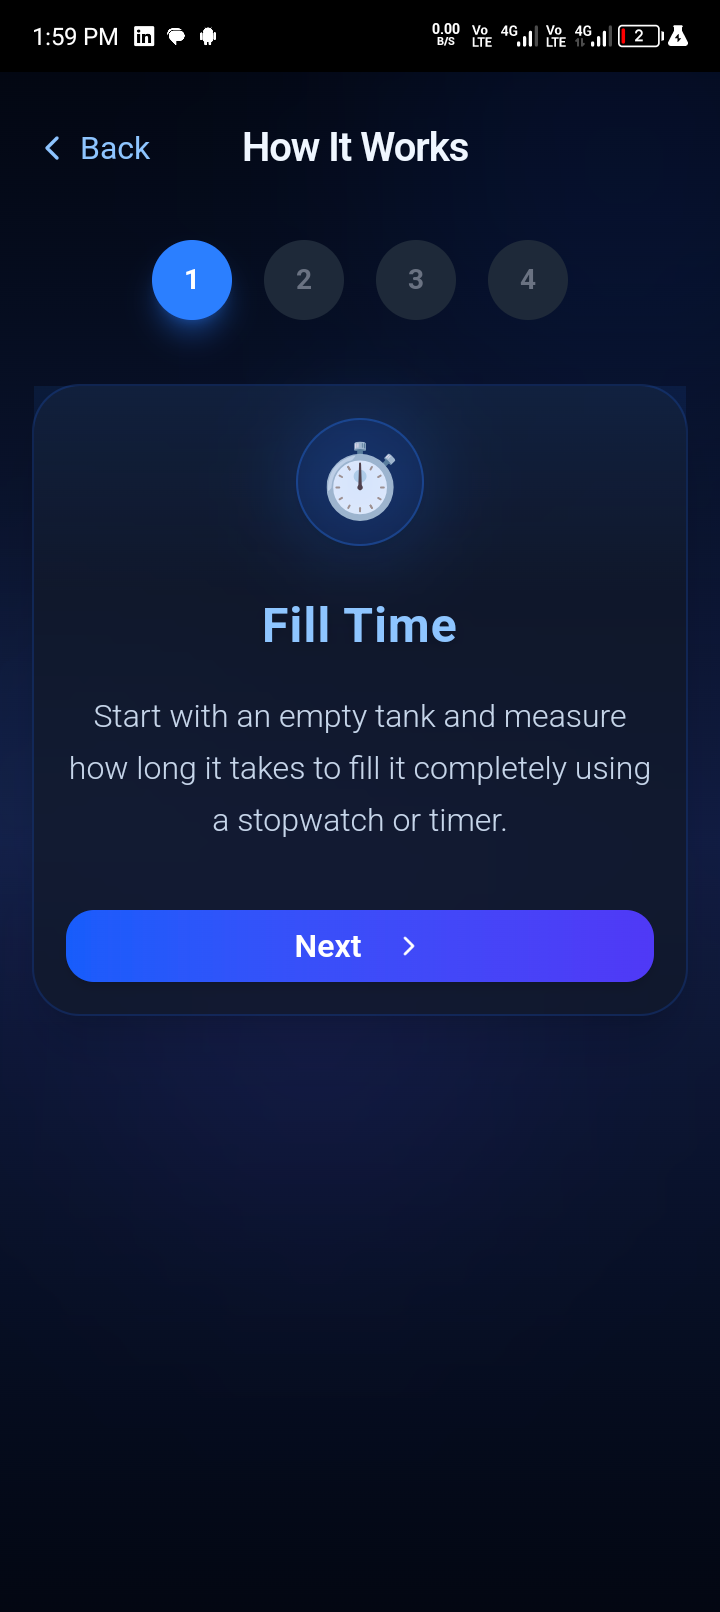 1:59 PM in 0.00 B/S Vo LTE 4G Vo LTE 4G 2
Back How It Works
1 2 3 4
Fill Time
Start with an empty tank and measure
how long it takes to fill it completely using
a stopwatch or timer.
Next